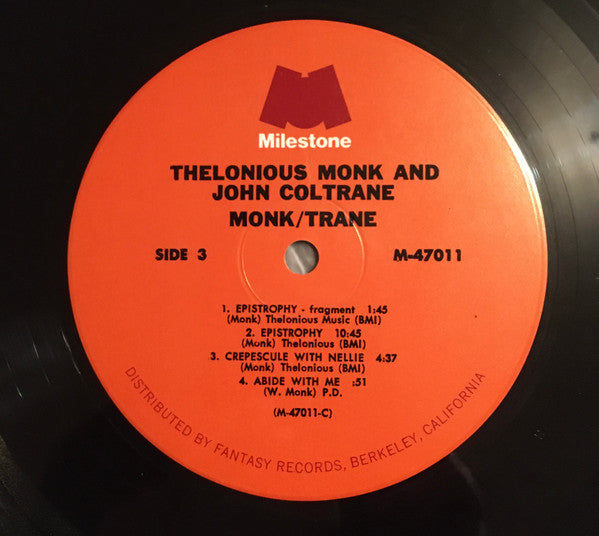 Milestone
THELONIOUS MONK AND
JOHN COLTRANE
MONK/TRANE
SIDE 3 M-47011
1. EPISTROPHY - fragment 1:45
(Monk) Thelonious Music (BMI)
2. EPISTROPHY 10:45
(Monk) Thelonious (BMI)
3. CREPESCULE WITH NELLIE 4:37
(Monk) Thelonious (BMI)
4. ABIDE WITH ME :51
(W. Monk) P.D.
(M-47011-C)
DISTRIBUTED BY FANTASY RECORDS, BERKELEY, CALIFORNIA